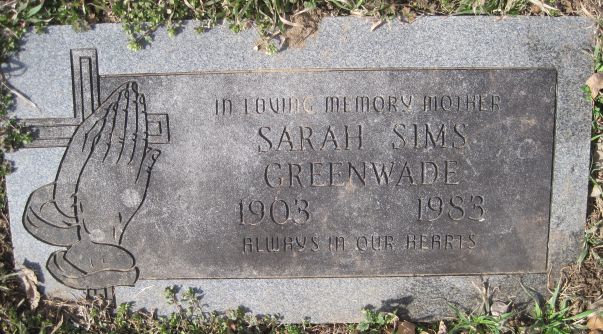 IN LOVING MEMORY MOTHER
SARAH SIMS
GREENWADE
1903 1983
ALWAYS IN OUR HEARTS